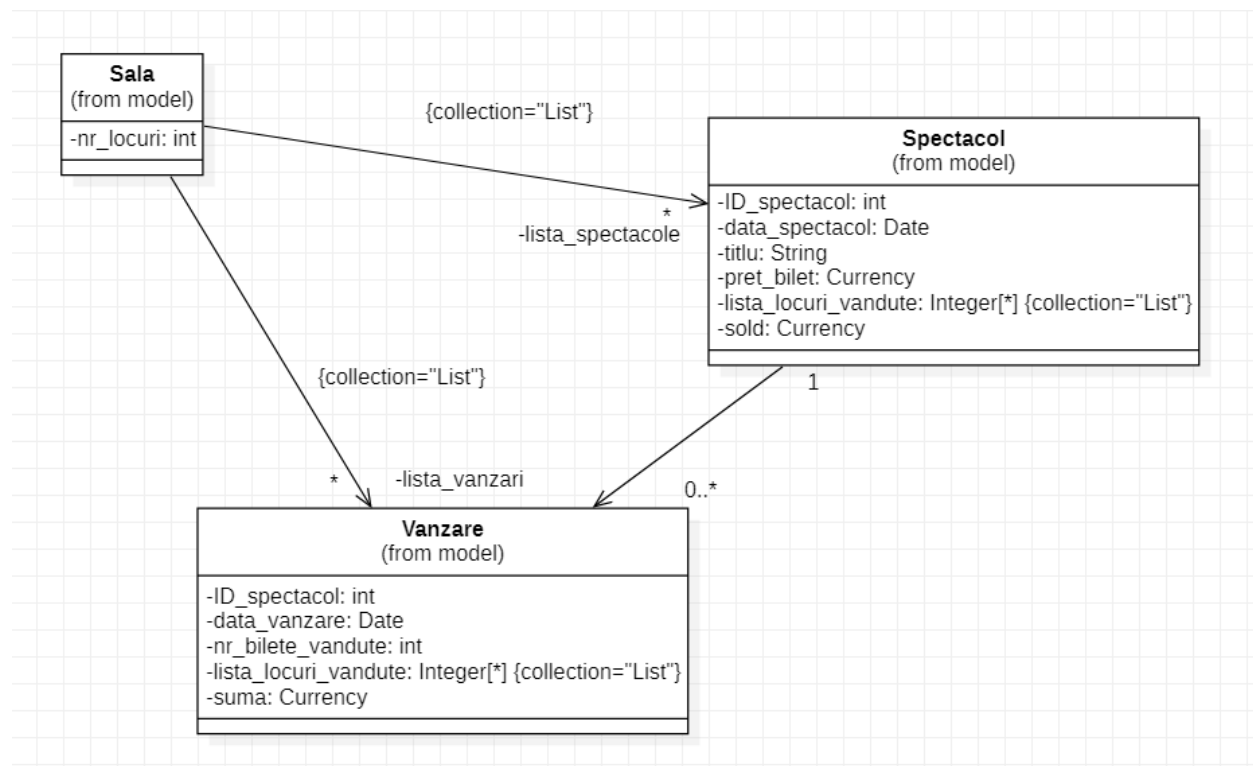 Sala
(from model)
-nr_locuri: int
{collection="List"}
*
-lista_spectacole
Spectacol
(from model)
-ID_spectacol: int
-data_spectacol: Date
-titlu: String
-pret_bilet: Currency
-lista_locuri_vandute: Integer[*] {collection="List"}
-sold: Currency
{collection="List"}
1
*
-lista_vanzari
0..*
Vanzare
(from model)
-ID_spectacol: int
-data_vanzare: Date
-nr_bilete_vandute: int
-lista_locuri_vandute: Integer[*] {collection="List"}
-suma: Currency